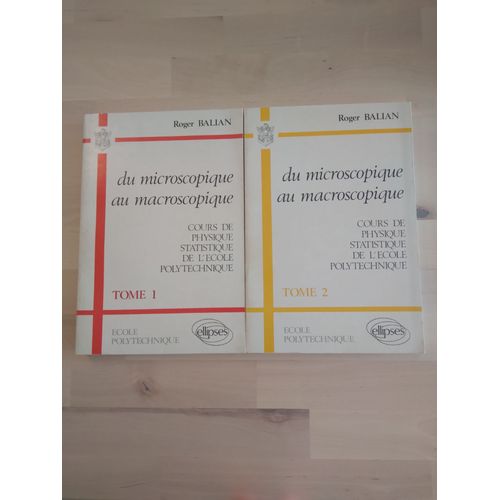 Roger BALIAN
du microscopique
au macroscopique
COURS DE
PHYSIQUE
STATISTIQUE
DE L'ECOLE
POLYTECHNIQUE
TOME 1
ECOLE
POLYTECHNIQUE
ellipses
Roger BALIAN
du microscopique
au macroscopique
COURS DE
PHYSIQUE
STATISTIQUE
DE L'ECOLE
POLYTECHNIQUE
TOME 2
ECOLE
POLYTECHNIQUE
ellipses